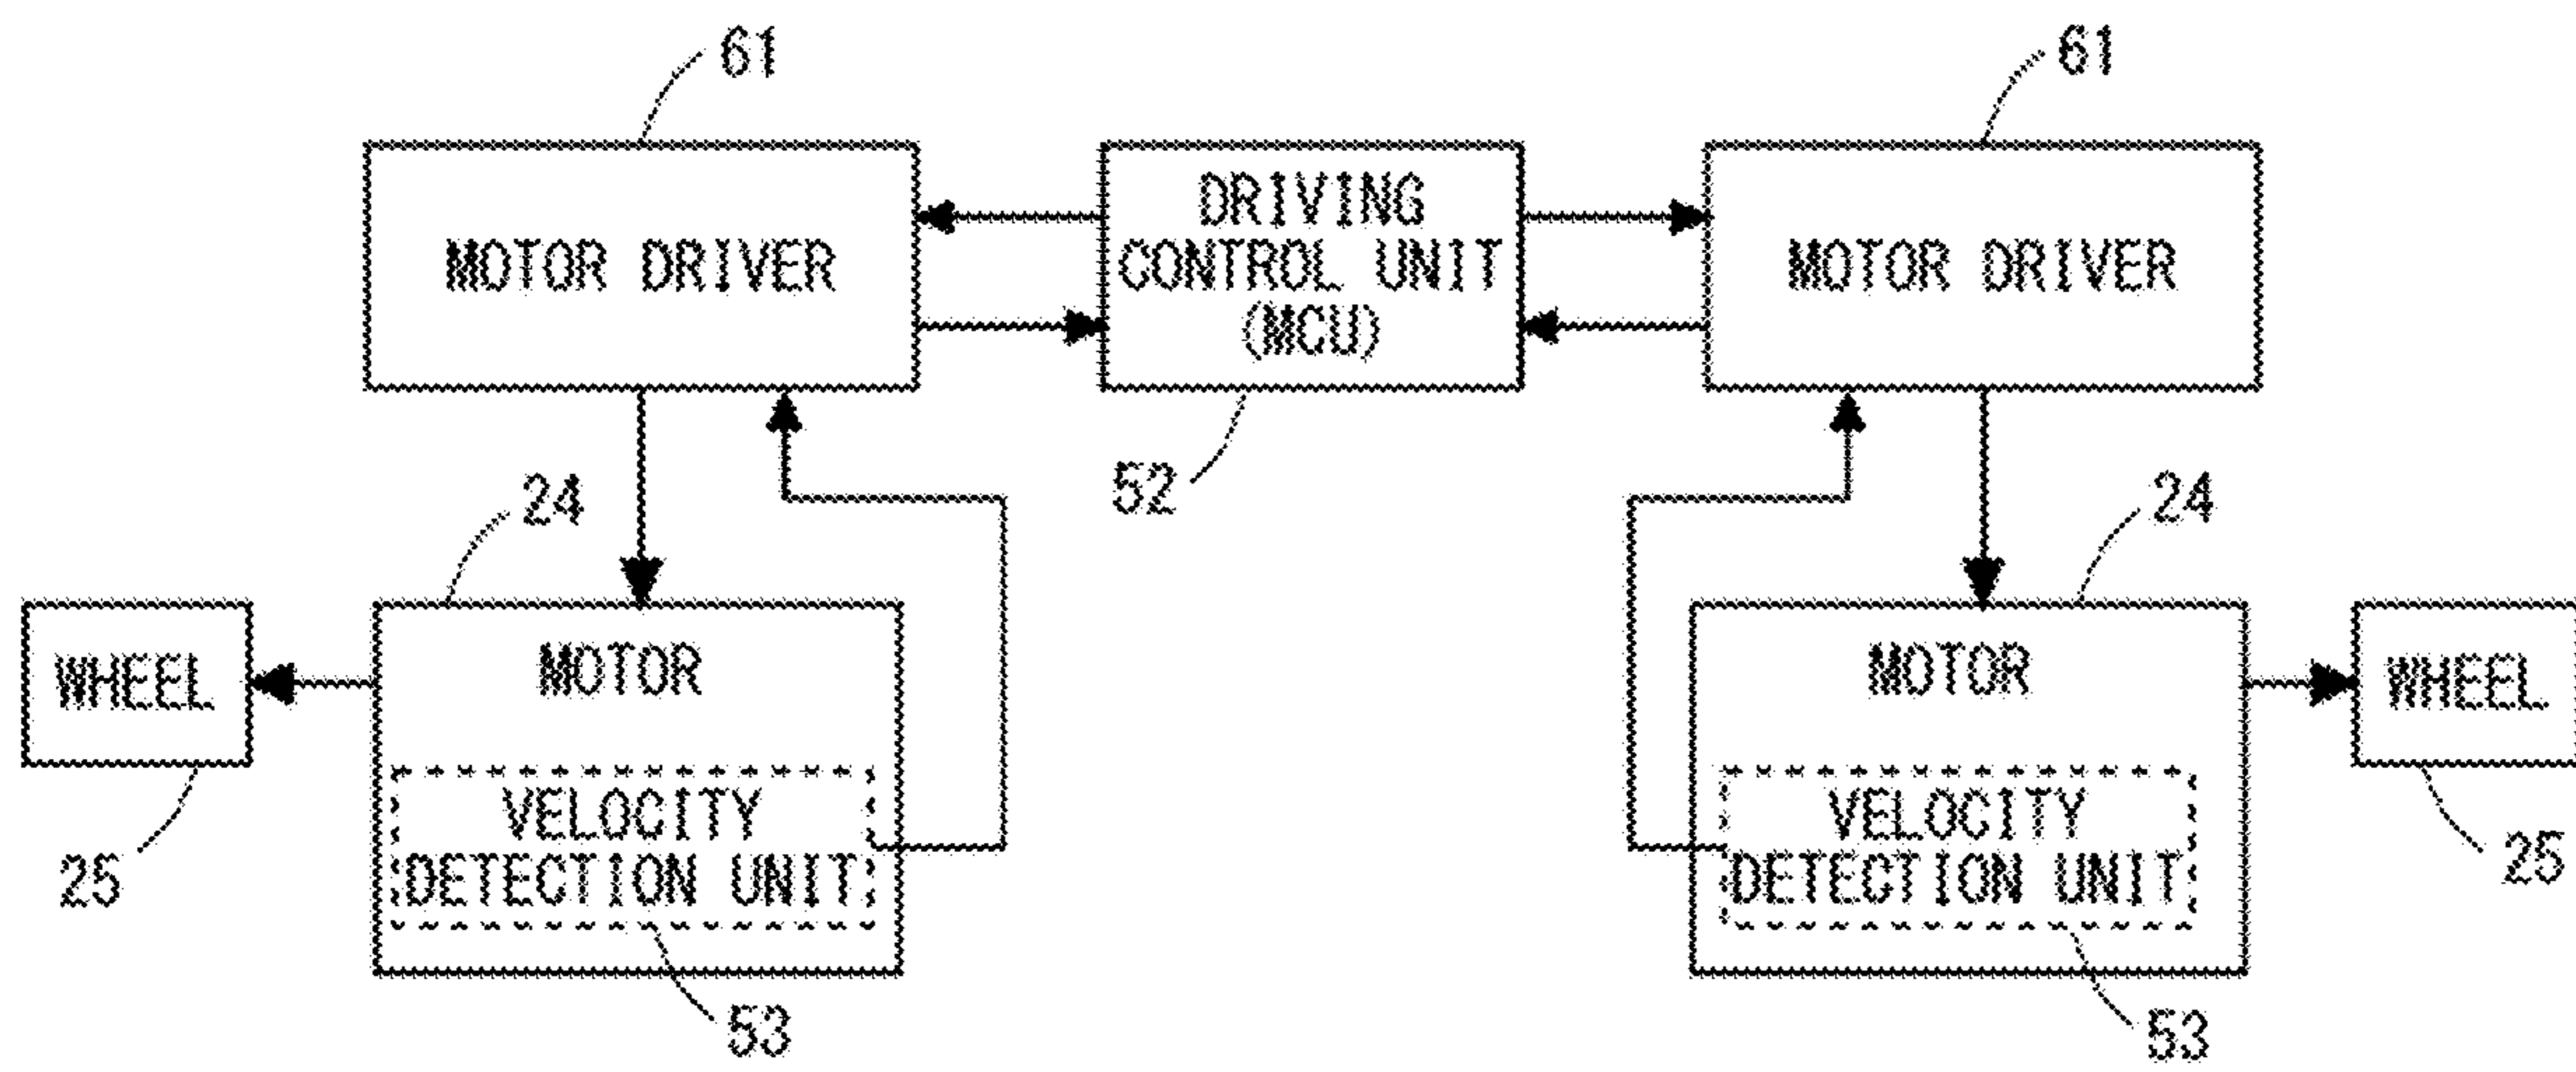 61
61
MOTOR DRIVER
DRIVING
CONTROL UNIT
(MCU)
MOTOR DRIVER
24
52
24
WHEEL
MOTOR
MOTOR
WHEEL
VELOCITY
DETECTION UNIT
VELOCITY
DETECTION UNIT
25
25
53
53